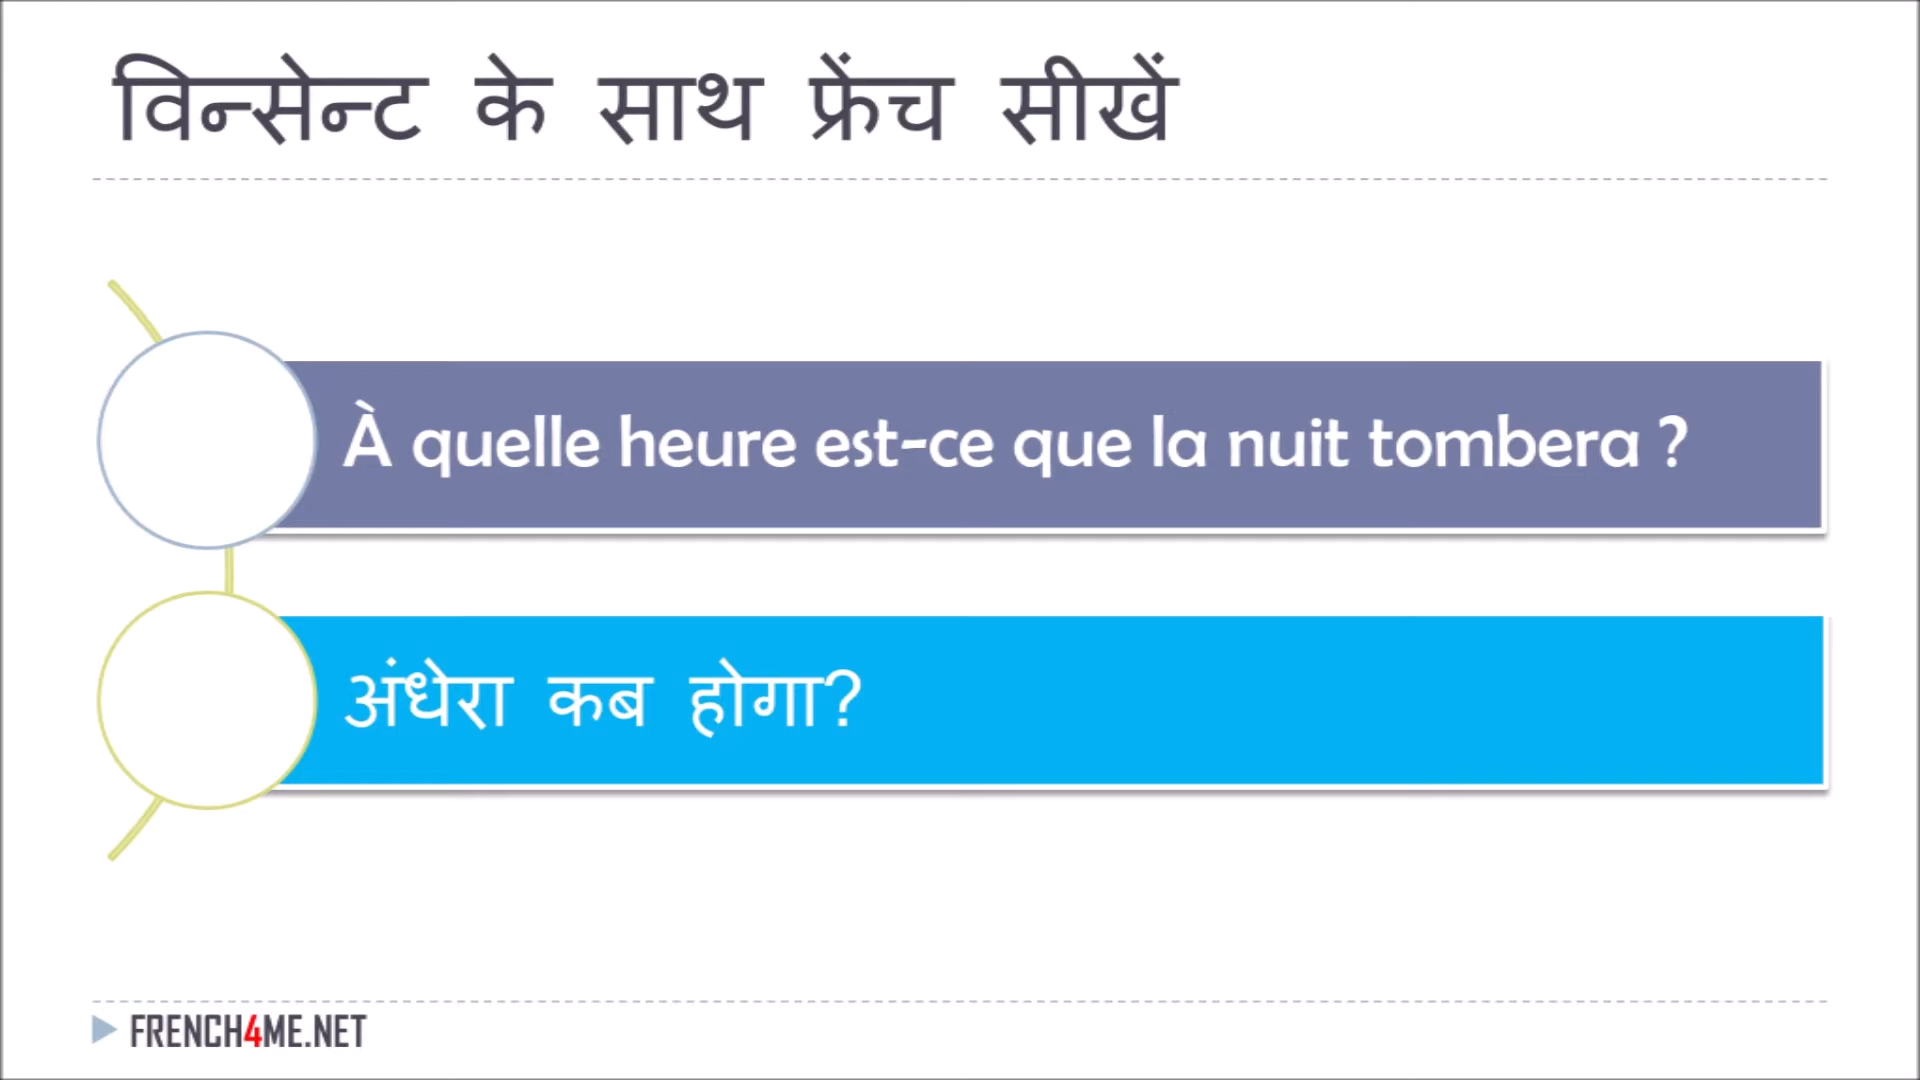 विन्सेन्ट के साथ फ्रेंच सीखें
À quelle heure est-ce que la nuit tombera ?
अंधेरा कब होगा?
FRENCH4ME.NET